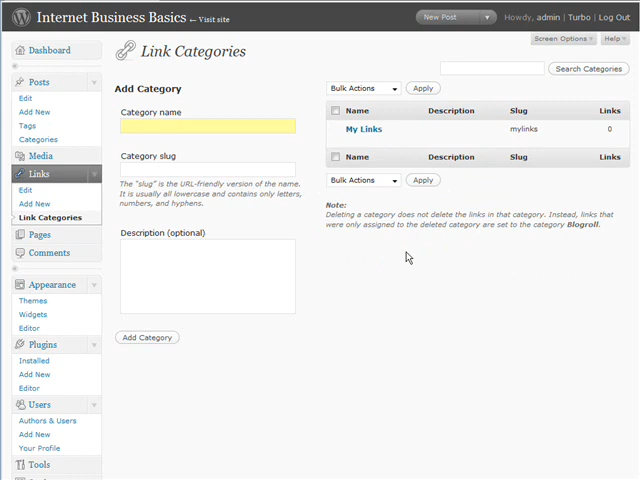 Internet Business Basics ← Visit site
New Post
Howdy, admin | Turbo | Log Out
Screen Options
Help
Dashboard
Posts
Edit
Add New
Tags
Categories
Media
Links
Edit
Add New
Link Categories
Pages
Comments
Appearance
Themes
Widgets
Editor
Plugins
Installed
Add New
Editor
Users
Authors & Users
Add New
Your Profile
Tools
Link Categories
Add Category
Category name
Category slug
The "slug" is the URL-friendly version of the name.
It is usually all lowercase and contains only letters,
numbers, and hyphens.
Description (optional)
Add Category
Search Categories
Bulk Actions Apply
Name Description Slug Links
My Links mylinks 0
Name Description Slug Links
Bulk Actions Apply
Note:
Deleting a category does not delete the links in that category. Instead, links that
were only assigned to the deleted category are set to the category Blogroll.